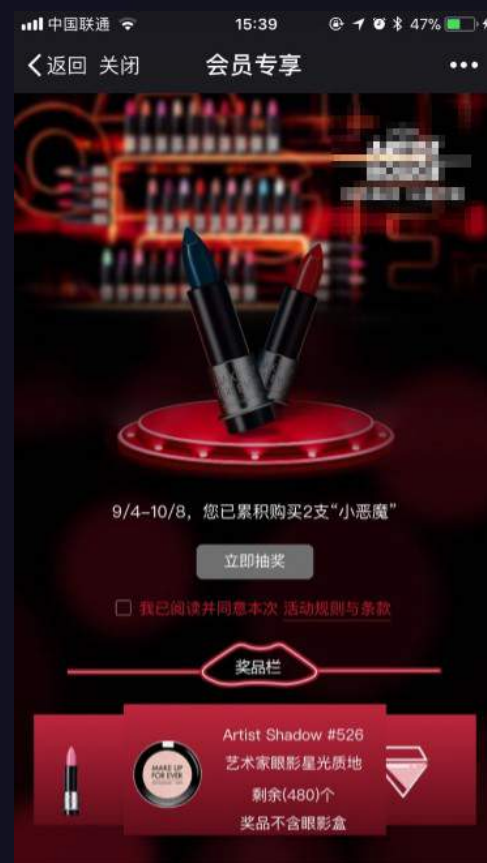 中国联通
15:39
47%
返回 关闭
会员专享
9/4-10/8，您已累积购买2支“小恶魔”
立即抽奖
我已阅读并同意本次 活动规则与条款
奖品栏
MAKE UP
FOR EVER
Artist Shadow #526
艺术家眼影星光质地
剩余(480)个
奖品不含眼影盒